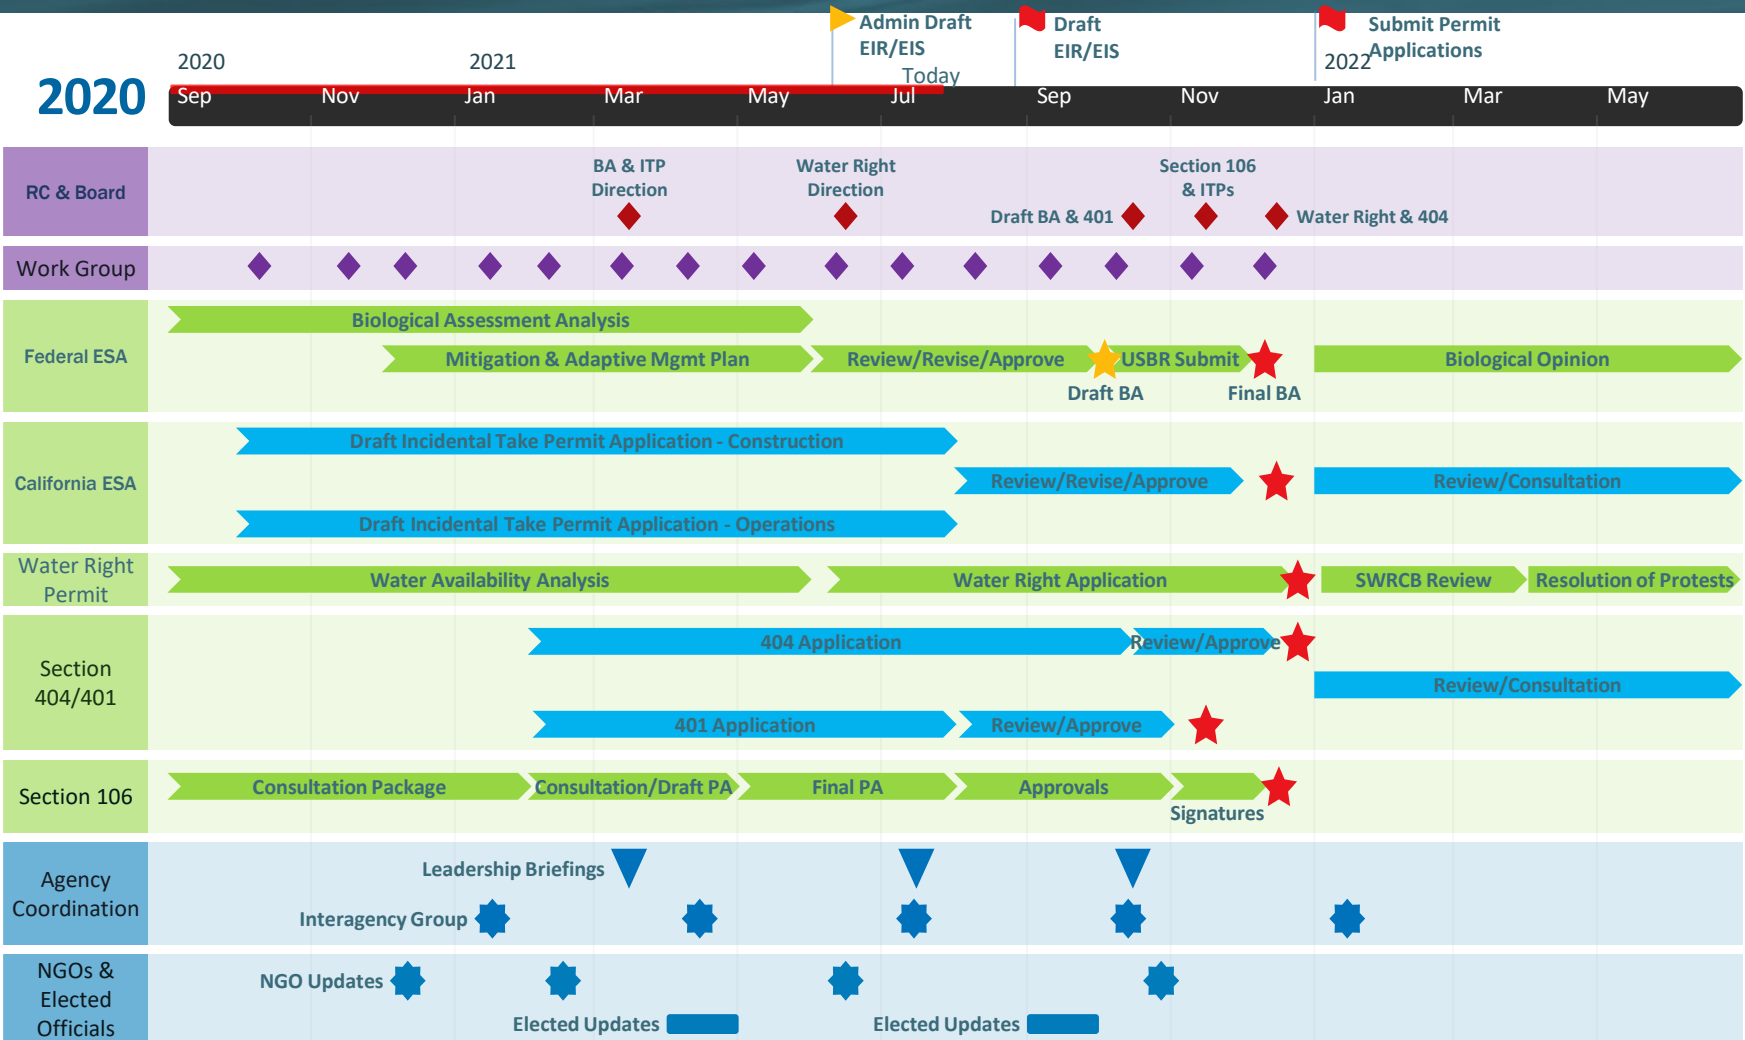 Admin Draft
EIR/EIS
Draft
EIR/EIS
Submit Permit
Applications
2020
2021
2022
Today
2020
Sep
Nov
Jan
Mar
May
Jul
Sep
Nov
Jan
Mar
May
RC & Board
BA & ITP
Direction
Water Right
Direction
Section 106
& ITPs
Draft BA & 401
Water Right & 404
Work Group
Federal ESA
Biological Assessment Analysis
Mitigation & Adaptive Mgmt Plan
Review/Revise/Approve
USBR Submit
Biological Opinion
Draft BA
Final BA
California ESA
Draft Incidental Take Permit Application - Construction
Review/Revise/Approve
Review/Consultation
Draft Incidental Take Permit Application - Operations
Water Right
Permit
Water Availability Analysis
Water Right Application
SWRCB Review
Resolution of Protests
Section
404/401
404 Application
Review/Approve
Review/Consultation
401 Application
Review/Approve
Section 106
Consultation Package
Consultation/Draft PA
Final PA
Approvals
Signatures
Agency
Coordination
Leadership Briefings
Interagency Group
NGOs &
Elected
Officials
NGO Updates
Elected Updates
Elected Updates